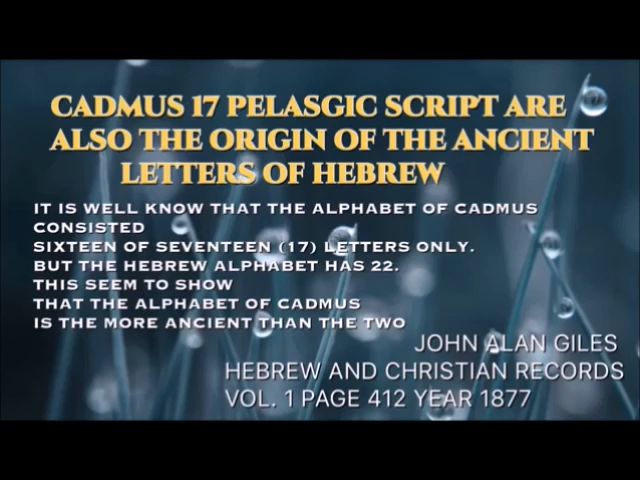 CADMUS 17 PELASGIC SCRIPT ARE
ALSO THE ORIGIN OF THE ANCIENT
LETTERS OF HEBREW
IT IS WELL KNOW THAT THE ALPHABET OF CADMUS
CONSISTED
SIXTEEN OF SEVENTEEN (17) LETTERS ONLY.
BUT THE HEBREW ALPHABET HAS 22.
THIS SEEM TO SHOW
THAT THE ALPHABET OF CADMUS
IS THE MORE ANCIENT THAN THE TWO
JOHN ALAN GILES
HEBREW AND CHRISTIAN RECORDS
VOL. 1 PAGE 412 YEAR 1877